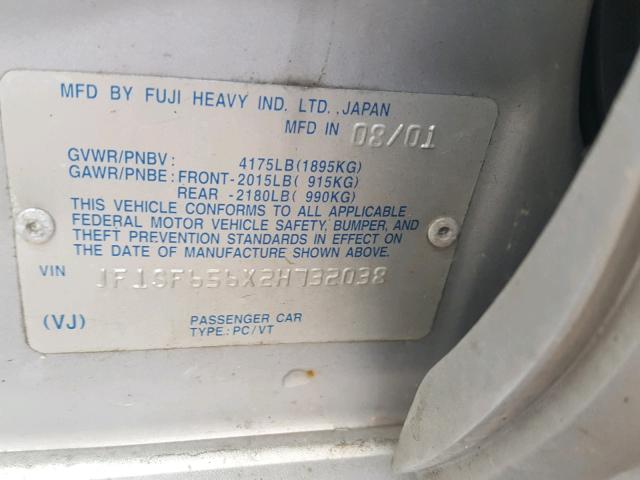 MFD BY FUJI HEAVY IND. LTD.,JAPAN
MFD IN 08/01
GVWR/PNBV: 4175LB(1895KG)
GAWR/PNBE: FRONT-2015LB( 915KG)
REAR -2180LB( 990KG)
THIS VEHICLE CONFORMS TO ALL APPLICABLE
FEDERAL MOTOR VEHICLE SAFETY, BUMPER, AND
THEFT PREVENTION STANDARDS IN EFFECT ON
THE DATE OF MANUFACTURE SHOWN ABOVE.
VIN JF1SF656X2H732038
(VJ) PASSENGER CAR
TYPE:PC/VT